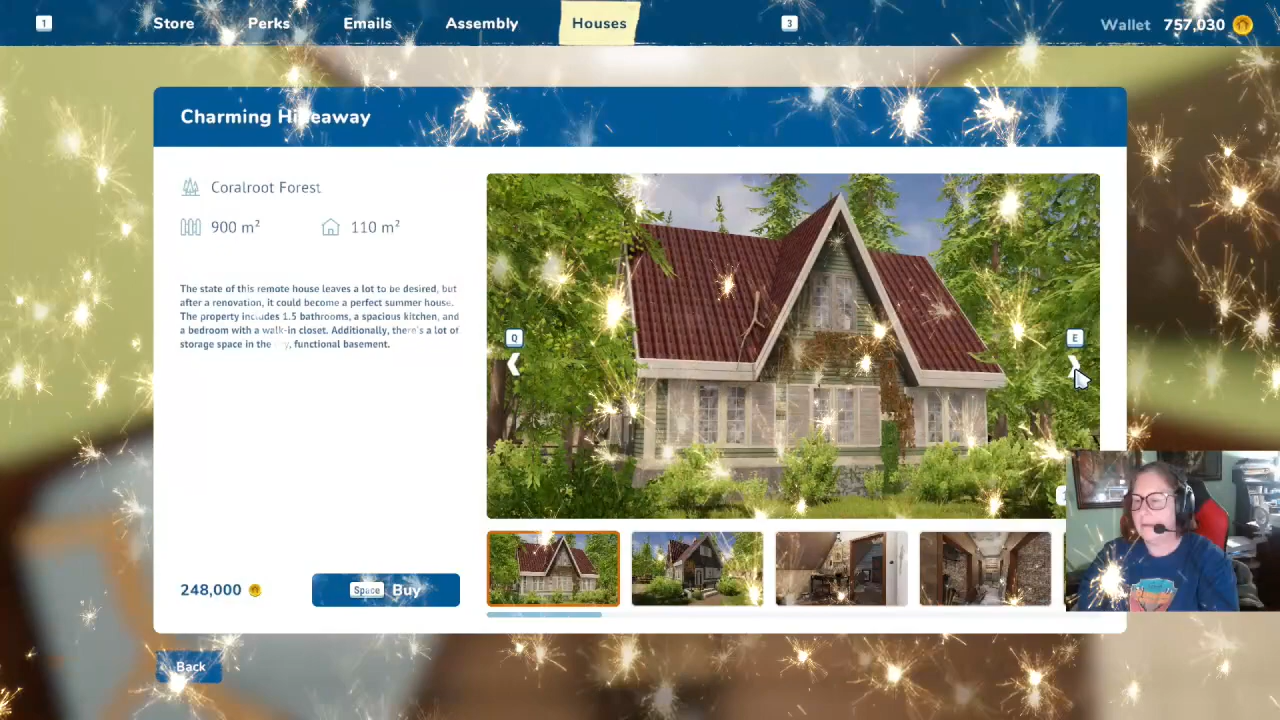 1 Store Perks Emails Assembly Houses 3 Wallet 757,030
Charming Hideaway
Coralroot Forest
900 m² 110 m²
The state of this remote house leaves a lot to be desired, but
after a renovation, it could become a perfect summer house.
The property includes 1.5 bathrooms, a spacious kitchen, and
a bedroom with a walk-in closet. Additionally, there's a lot of
storage space in the functional basement.
Q
E
248,000 Space Buy
Back